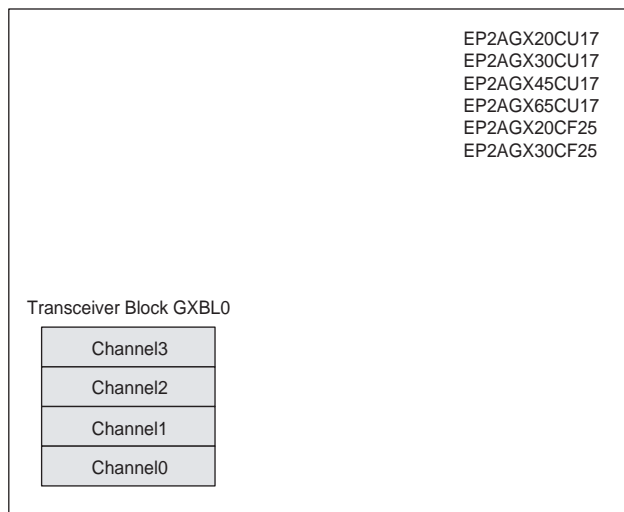 EP2AGX20CU17
EP2AGX30CU17
EP2AGX45CU17
EP2AGX65CU17
EP2AGX20CF25
EP2AGX30CF25
Transceiver Block GXBL0
Channel3
Channel2
Channel1
Channel0